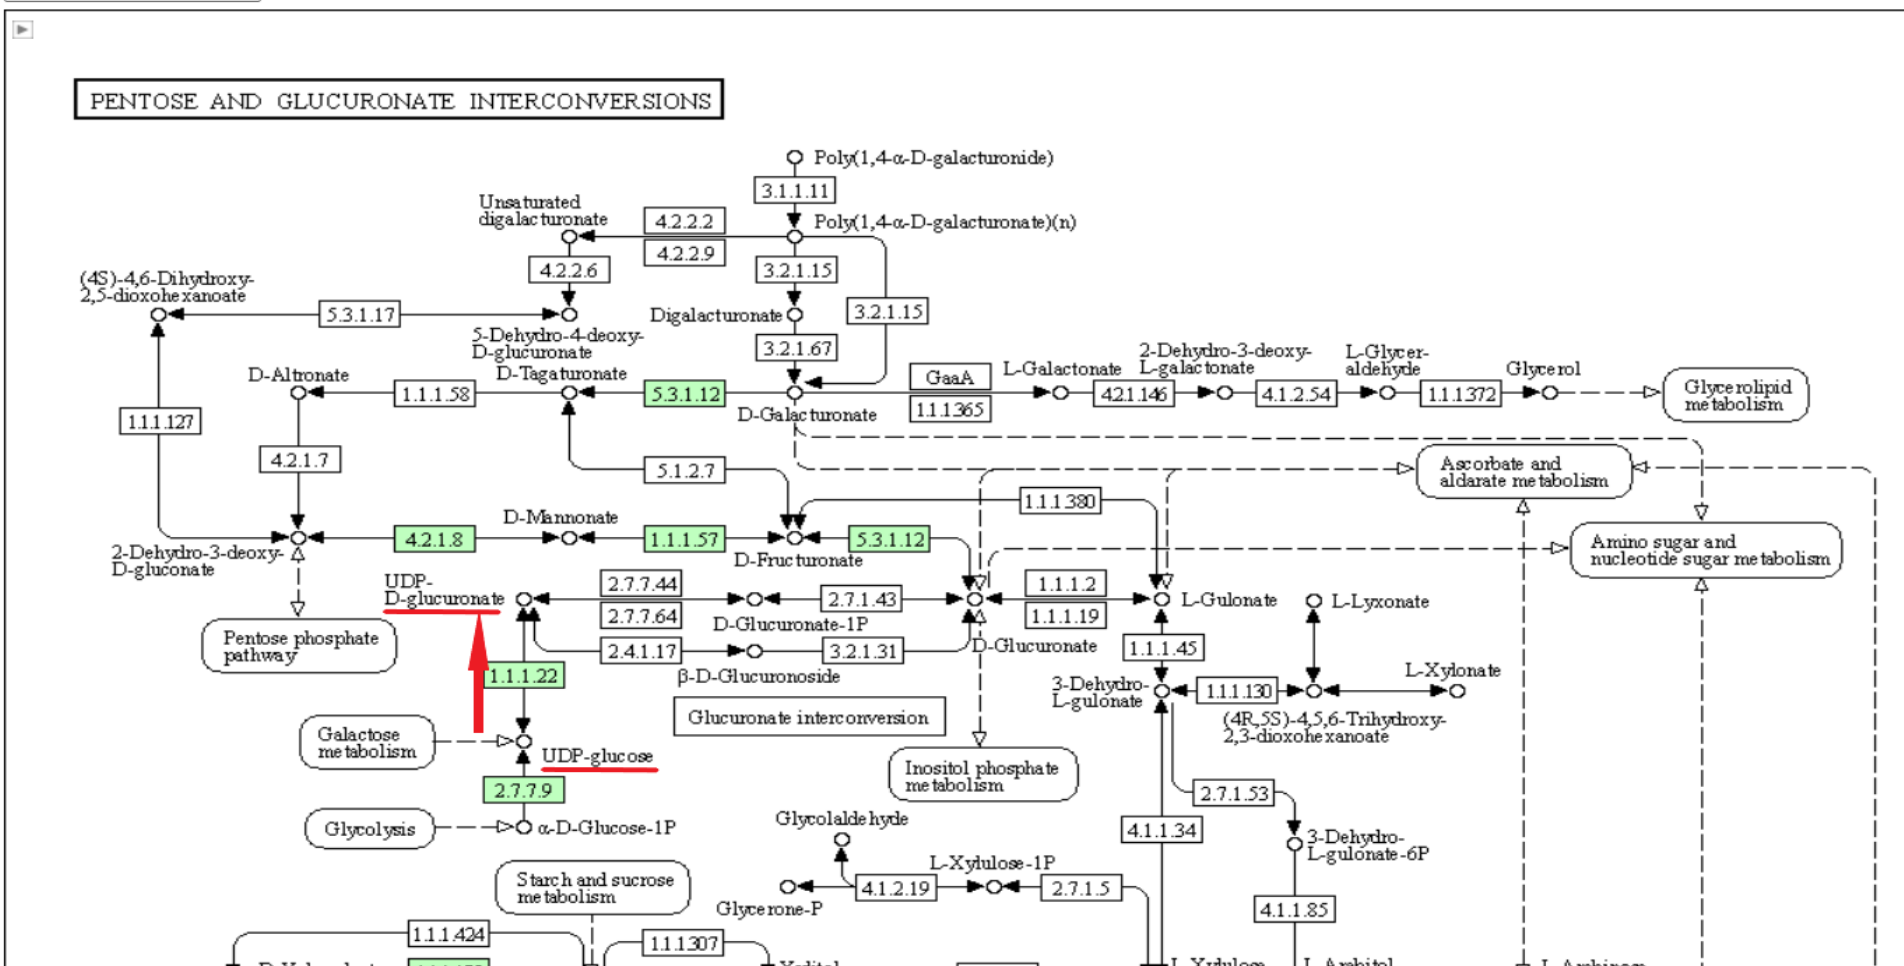 PENTOSE AND GLUCURONATE INTERCONVERSIONS
Poly(1,4-α-D-galacturonide)
3.1.1.11
Unsaturated
digalacturonate
4.2.2.2
Poly(1,4-α-D-galacturonate)(n)
4.2.2.9
4.2.2.6
3.2.1.15
(4S)-4,6-Dihydroxy-
2,5-dioxohexanoate
5.3.1.17
Digalacturonate
3.2.1.15
5-Dehydro-4-deoxy-
D-glucuronate
3.2.1.67
D-Altronate
D-Tagaturonate
L-Galactonate
2-Dehydro-3-deoxy-
L-galactonate
L-Glycer-
aldehyde
Glycerol
1.1.1.58
5.3.1.12
GaaA
1.1.1.365
4.2.1.146
4.1.2.54
1.1.1.372
Glycerolipid
metabolism
D-Galacturonate
1.1.1.127
4.2.1.7
5.1.2.7
Ascorbate and
aldarate metabolism
1.1.1.380
D-Mannonate
4.2.1.8
1.1.1.57
5.3.1.12
2-Dehydro-3-deoxy-
D-gluconate
D-Fructuronate
Amino sugar and
nucleotide sugar metabolism
UDP-
D-glucuronate
2.7.7.44
2.7.7.64
2.7.1.43
1.1.1.2
1.1.1.19
L-Gulonate
L-Lyxonate
D-Glucuronate-1P
Pentose phosphate
pathway
2.4.1.17
3.2.1.31
D-Glucuronate
1.1.1.45
1.1.1.22
β-D-Glucuronoside
L-Xylonate
3-Dehydro-
L-gulonate
1.1.1.130
Glucuronate interconversion
(4R,5S)-4,5,6-Trihydroxy-
2,3-dioxohexanoate
Galactose
metabolism
UDP-glucose
Inositol phosphate
metabolism
2.7.7.9
2.7.1.53
Glycolysis
α-D-Glucose-1P
Glycolaldehyde
4.1.1.34
3-Dehydro-
L-gulonate-6P
Starch and sucrose
metabolism
L-Xylulose-1P
4.1.2.19
2.7.1.5
Glycerone-P
4.1.1.85
1.1.1.424
1.1.1.307
Xylitol
L-Xylulose
L-Arabitol